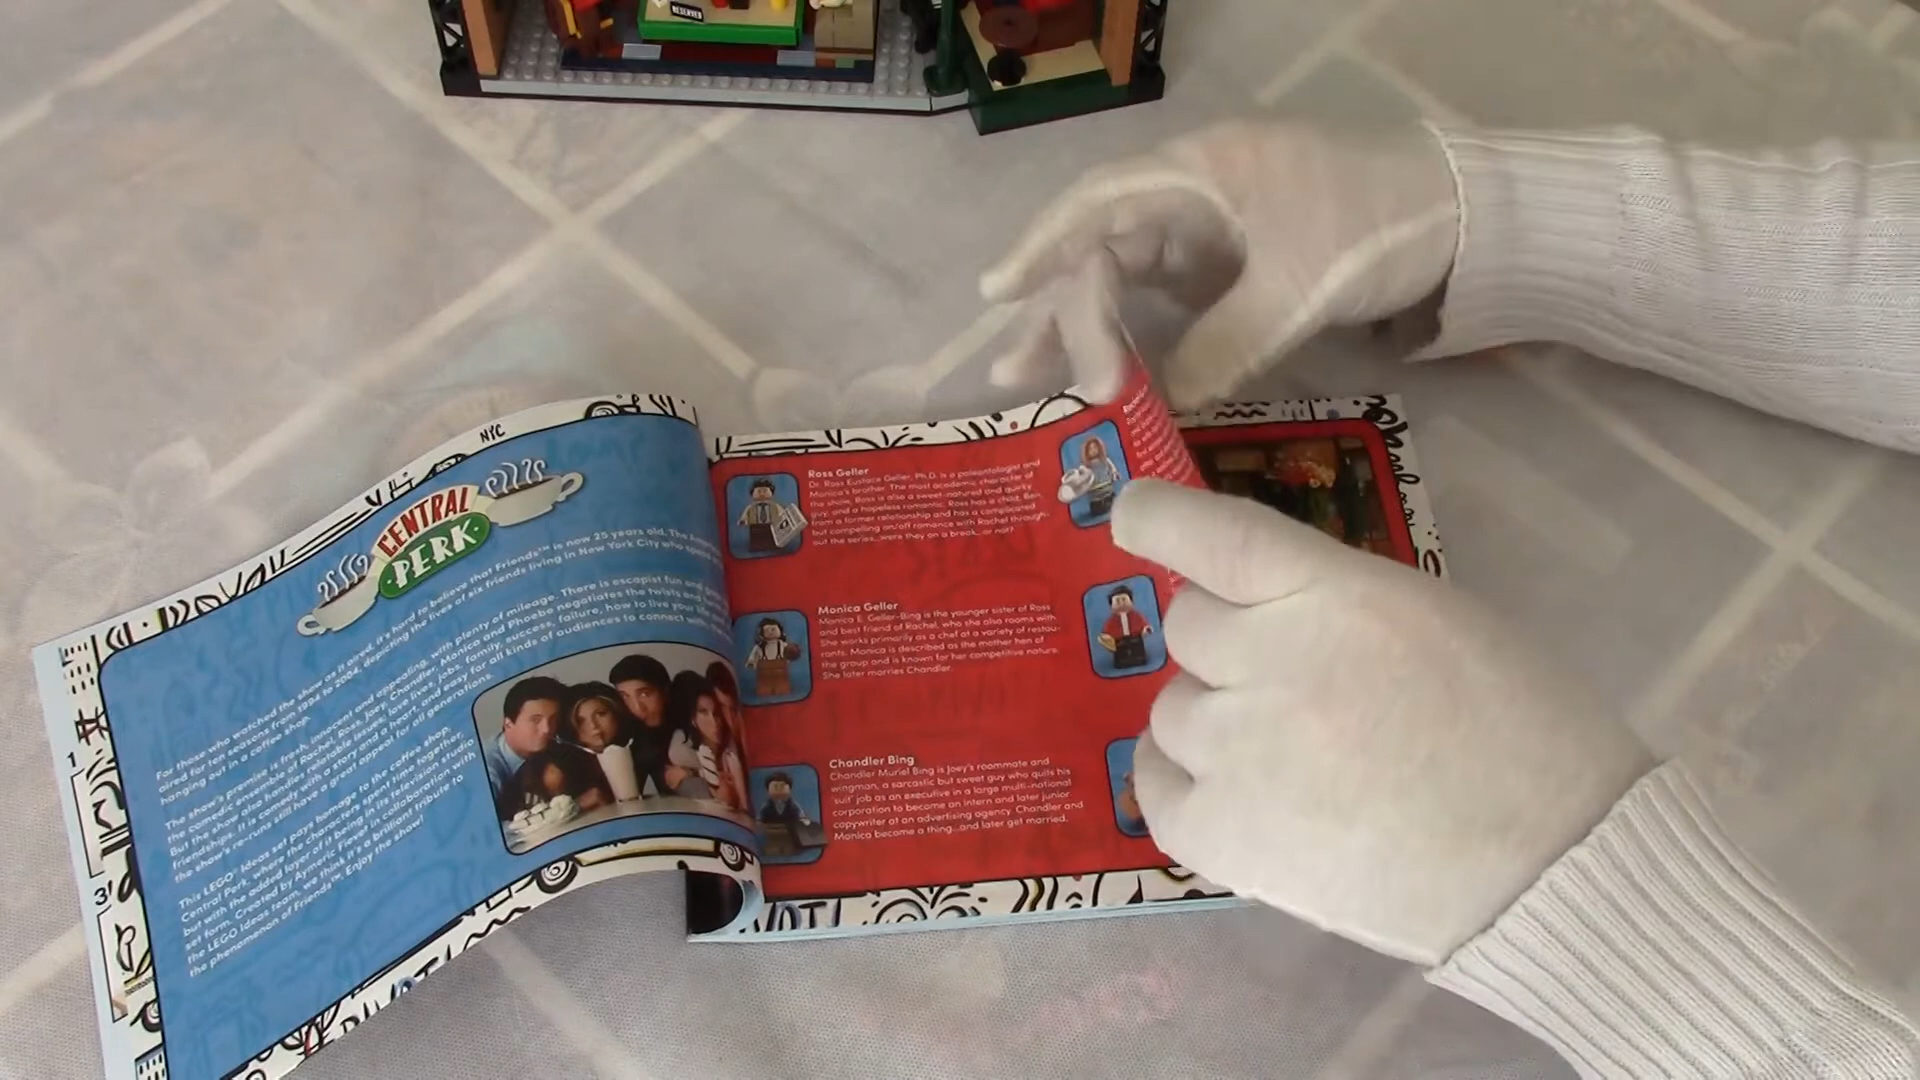 RESERVED
NYC
CENTRAL
PERK
For those who watched the show as it aired, it's hard to believe that Friends™ is now 25 years old. The
aired for ten seasons from 1994 to 2004, depicting the lives of six friends living in New York City who
hanging out in a coffee shop.
The show's premise is fresh, innocent and appealing, with plenty of mileage. There is escapist fun and
the comedic ensemble of Rachel, Ross, Joey, Chandler, Monica and Phoebe negotiates the twists and
But the show also handles relatable issues: love lives, jobs, family, success, failure, how to live your
friendships. It is comedy with a story and a heart, and easy for all kinds of audiences to connect
the show's re-runs still have a great appeal for all generations.
This LEGO® Ideas set pays homage to the coffee shop,
Central Perk, where the characters spent time together,
but with the added layer of it being in its television studio
set form. Created by Aymeric Fievet in collaboration with
the LEGO Ideas team, we think it's a brilliant tribute to
the phenomenon of Friends™. Enjoy the show!
Ross Geller
Dr. Ross Eustace Geller, Ph.D. is a paleontologist and
Monica's brother. The most academic character of
the show, Ross is also a sweet-natured and quirky
guy, and a hopeless romantic. Ross has a child, Ben,
from a former relationship and has a complicated
but compelling on/off romance with Rachel through-
out the series...were they on a break...or not?
Monica Geller
Monica E. Geller-Bing is the younger sister of Ross
and best friend of Rachel, who she also rooms with.
She works primarily as a chef at a variety of restau-
rants. Monica is described as the mother hen of
the group and is known for her competitive nature.
She later marries Chandler.
Chandler Bing
Chandler Muriel Bing is Joey's roommate and
wingman, a sarcastic but sweet guy who quits his
'suit' job as an executive in a large multi-national
corporation to become an intern and later junior
copywriter at an advertising agency. Chandler and
Monica become a thing...and later get married.
1
3